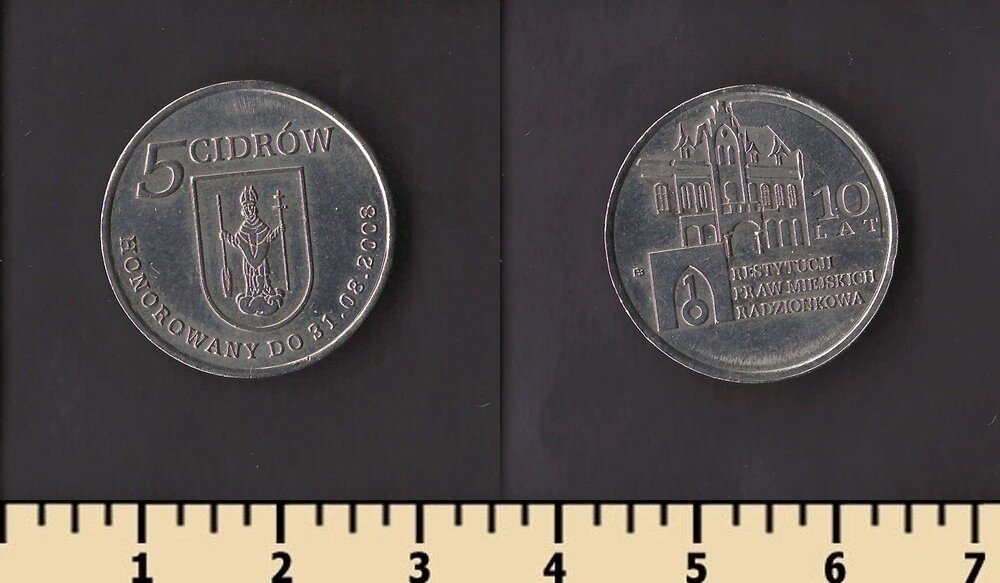 5 CIDRÓW
HONOROWANY DO 31.08.2008
10
LAT
RESTYTUCJI
PRAW MIEJSKICH
RADZIONKOWA
1 2 3 4 5 6 7